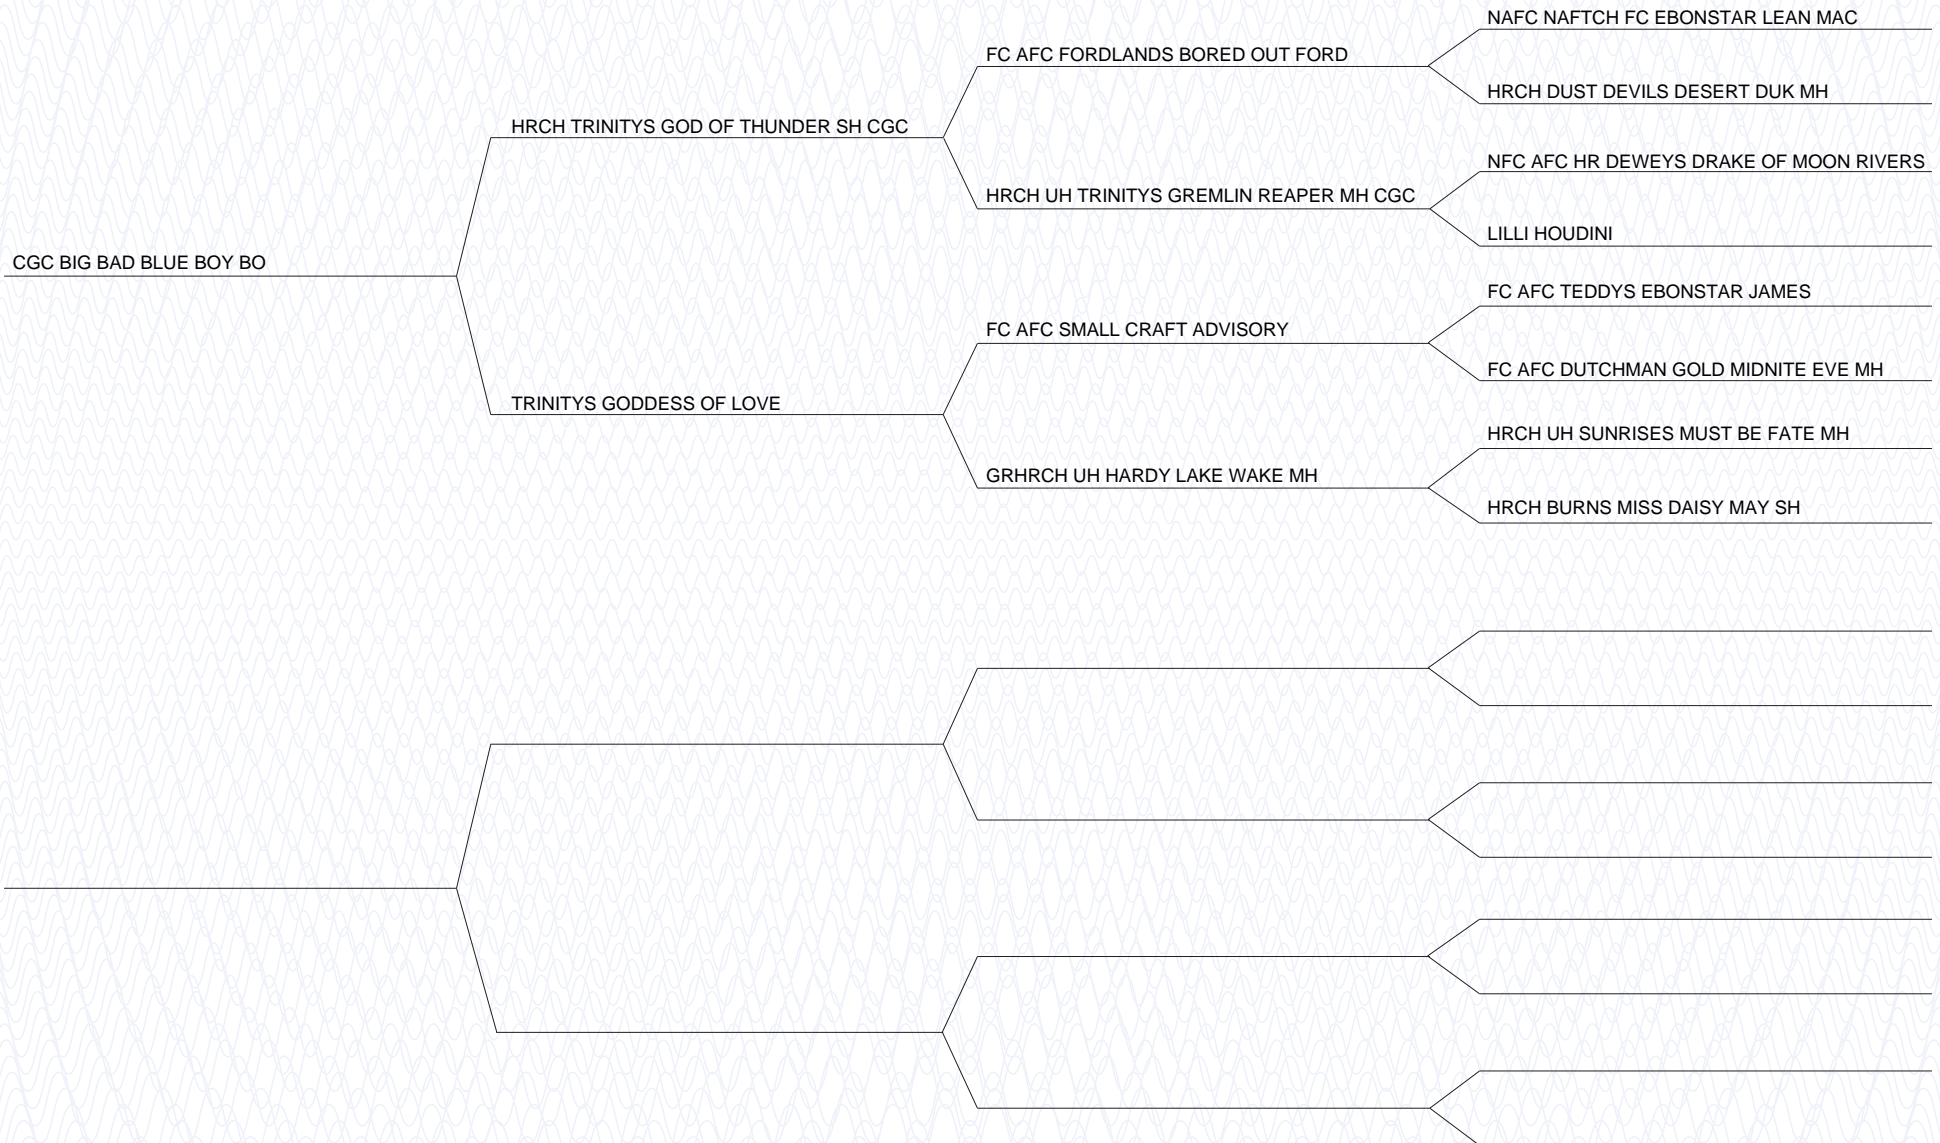 NAFC NAFTCH FC EBONSTAR LEAN MAC
FC AFC FORDLANDS BORED OUT FORD
HRCH DUST DEVILS DESERT DUK MH
HRCH TRINITYS GOD OF THUNDER SH CGC
NFC AFC HR DEWEYS DRAKE OF MOON RIVERS
HRCH UH TRINITYS GREMLIN REAPER MH CGC
LILLI HOUDINI
CGC BIG BAD BLUE BOY BO
FC AFC TEDDYS EBONSTAR JAMES
FC AFC SMALL CRAFT ADVISORY
FC AFC DUTCHMAN GOLD MIDNITE EVE MH
TRINITYS GODDESS OF LOVE
HRCH UH SUNRISES MUST BE FATE MH
GRHRCH UH HARDY LAKE WAKE MH
HRCH BURNS MISS DAISY MAY SH